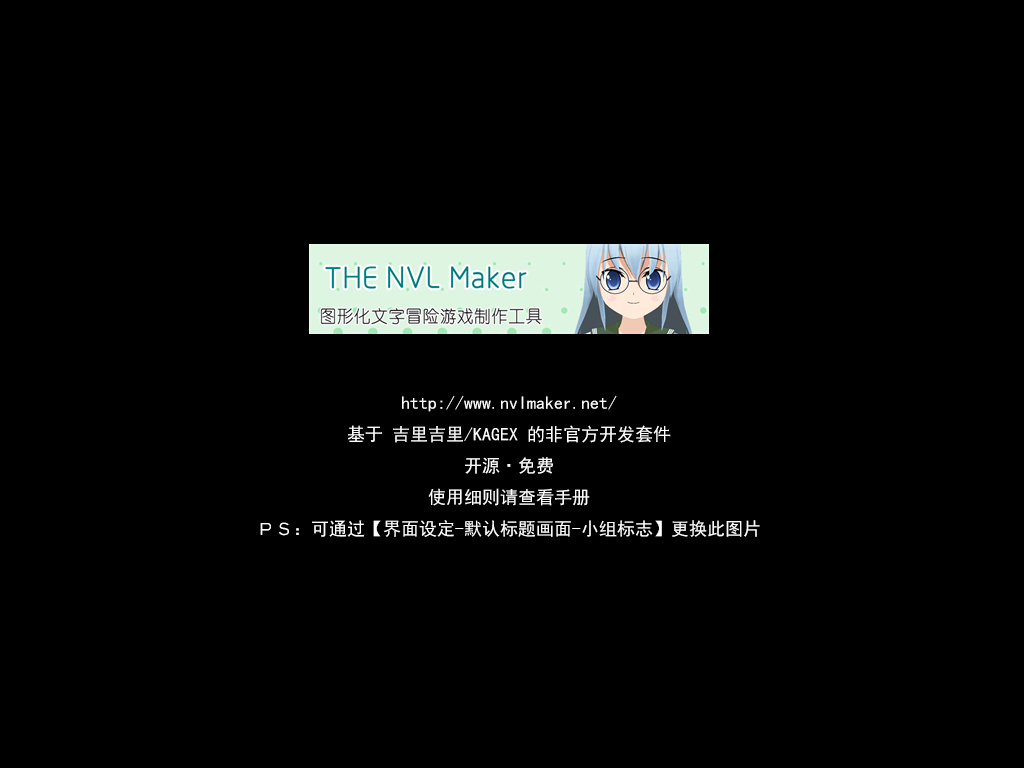 THE NVL Maker
图形化文字冒险游戏制作工具
http://www.nvlmaker.net/
基于 吉里吉里/KAGEX 的非官方开发套件
开源·免费
使用细则请查看手册
ＰＳ：可通过【界面设定-默认标题画面-小组标志】更换此图片